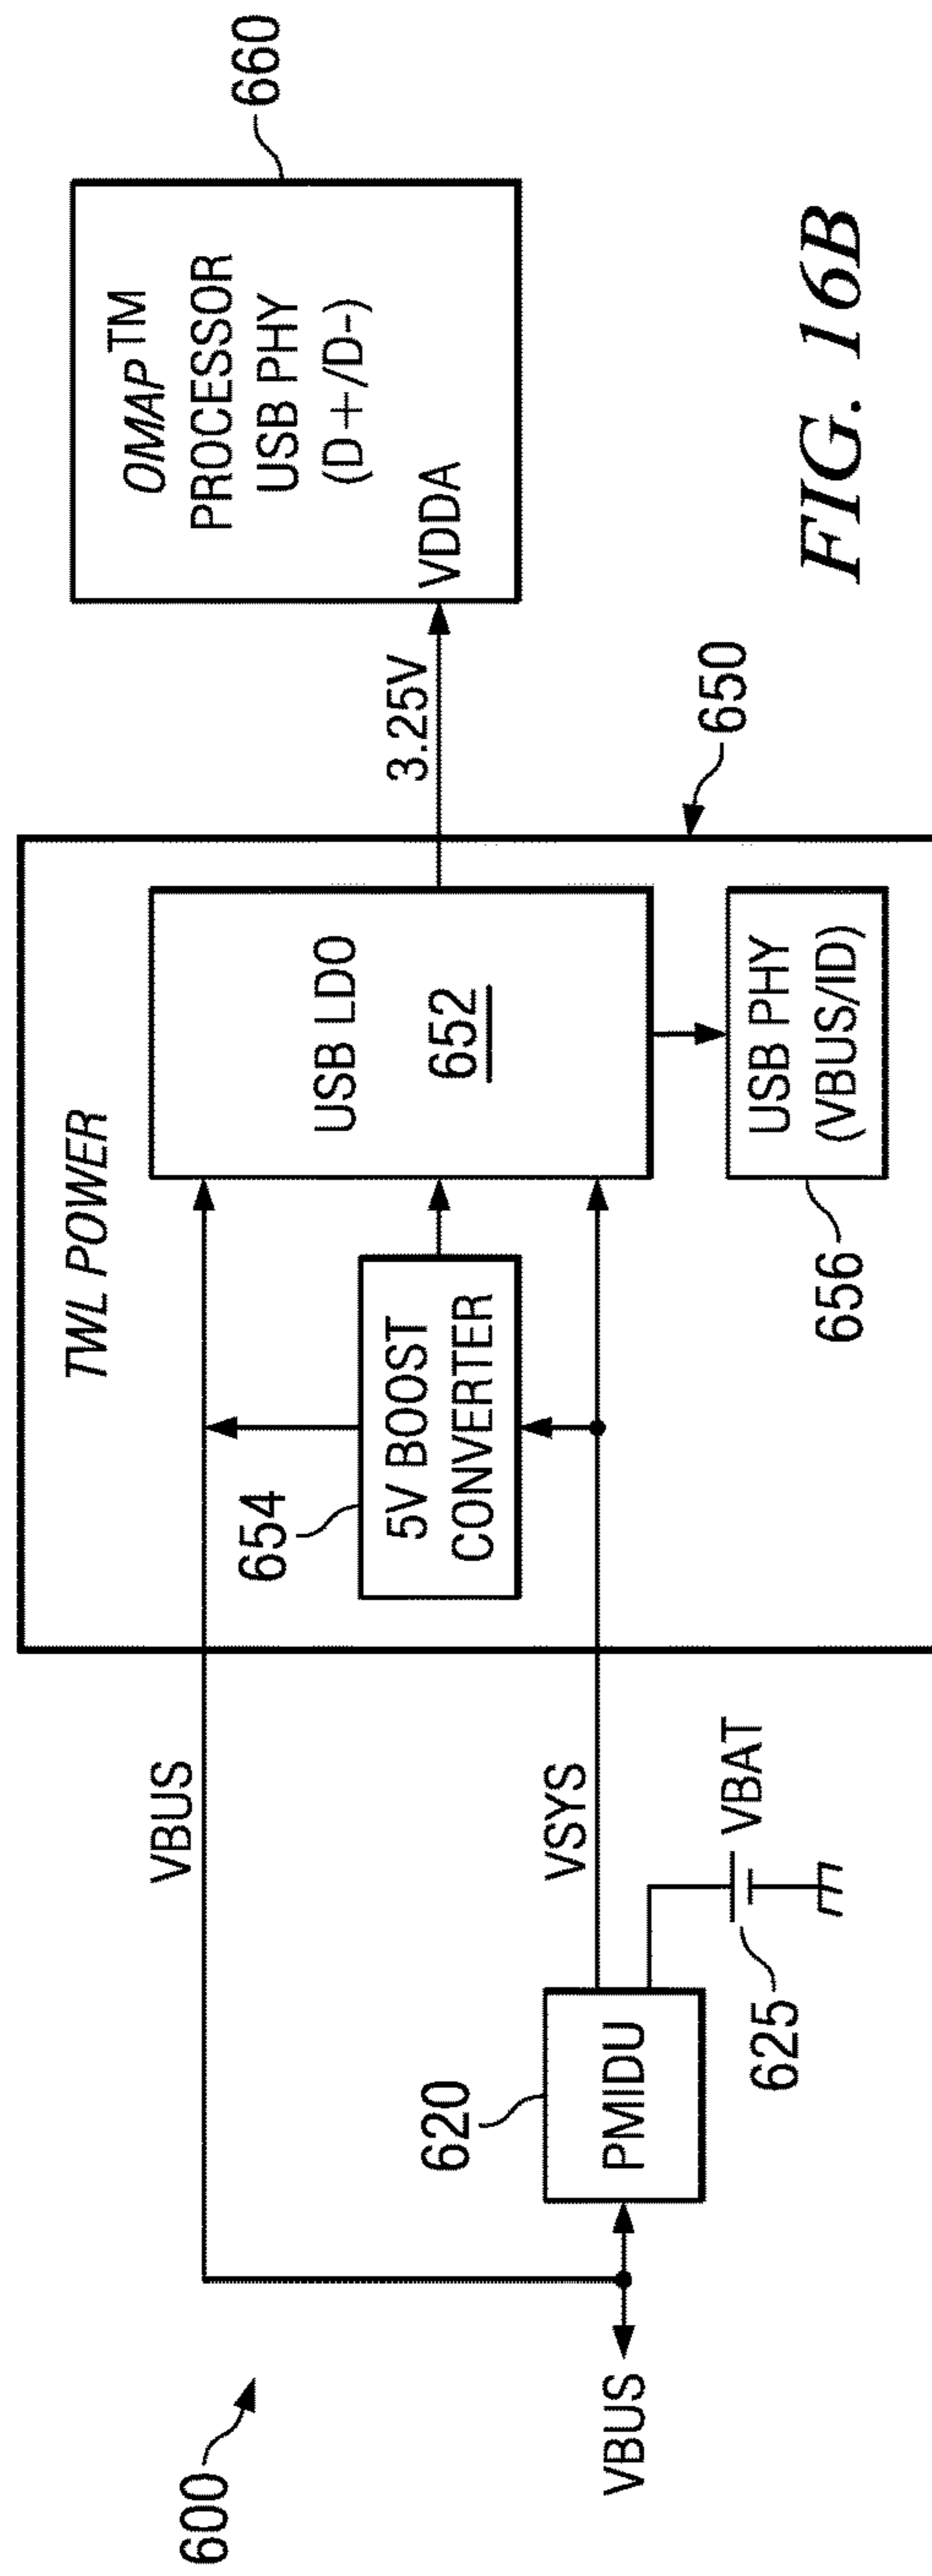 600
VBUS
620
PMIDU
625
VBAT
VBUS
VSYS
TWL POWER
654
5V BOOST
CONVERTER
USB LDO
652
656
USB PHY
(VBUS/ID)
650
3.25V
OMAP™
PROCESSOR
USB PHY
(D+/D-)
VDDA
660
FIG. 16B